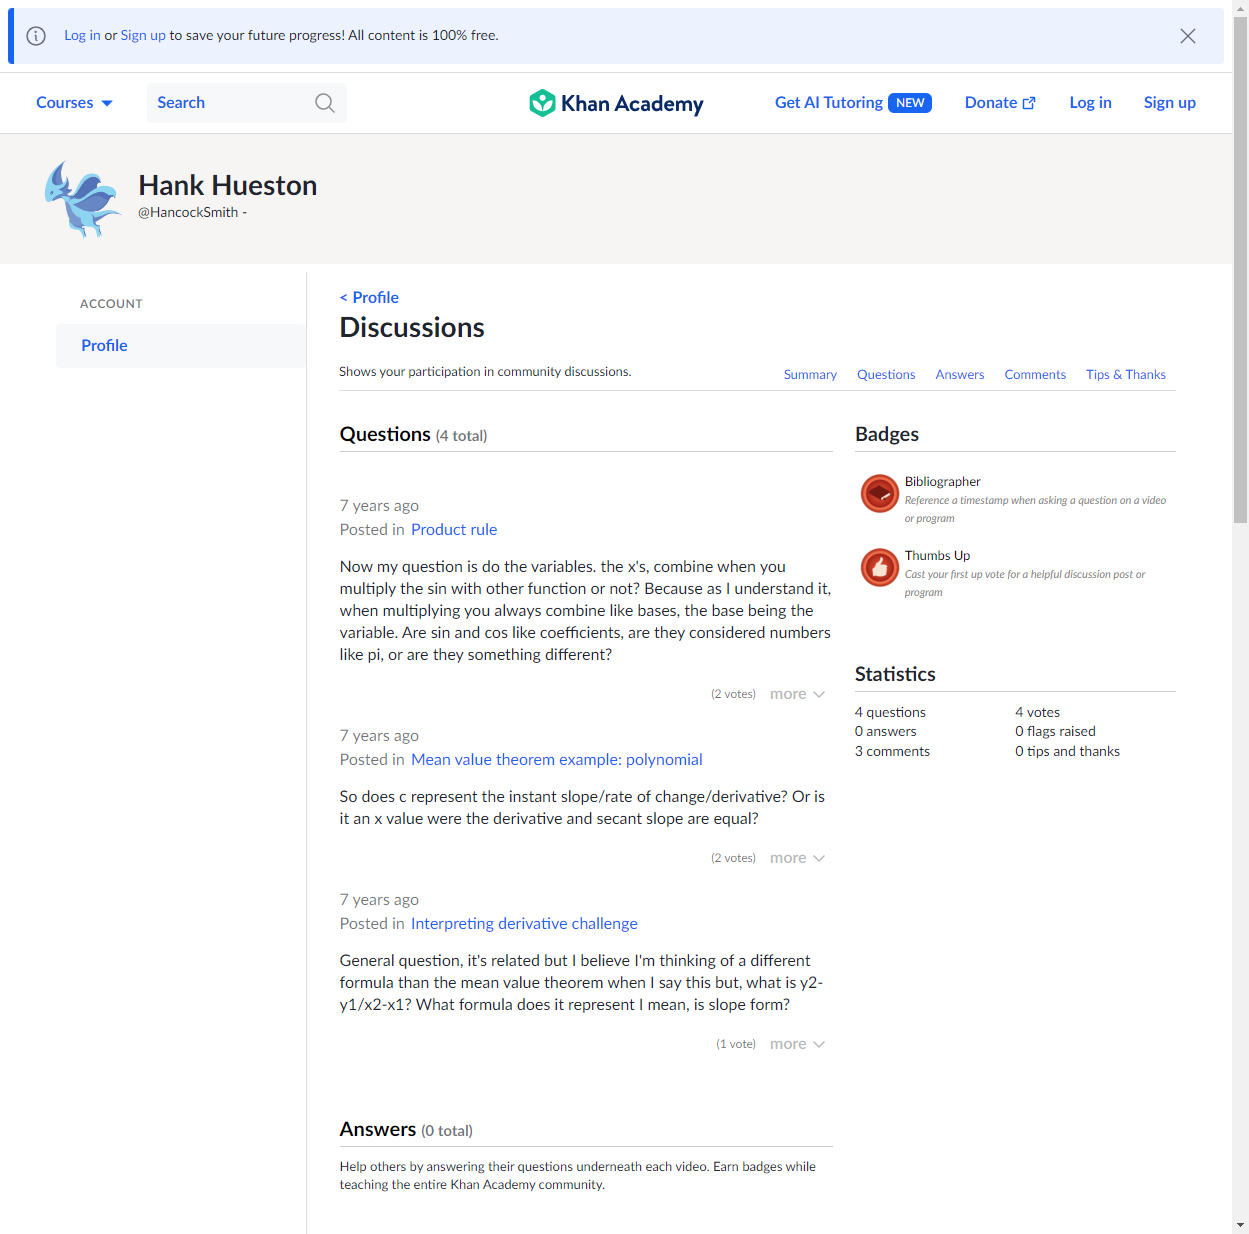 Log in or Sign up to save your future progress! All content is 100% free.
Courses
Search
Khan Academy
Get AI Tutoring NEW
Donate
Log in
Sign up
Hank Hueston
@HancockSmith -
ACCOUNT
Profile
< Profile
Discussions
Shows your participation in community discussions.
Summary
Questions
Answers
Comments
Tips & Thanks
Questions (4 total)
7 years ago
Posted in Product rule
Now my question is do the variables. the x's, combine when you
multiply the sin with other function or not? Because as I understand it,
when multiplying you always combine like bases, the base being the
variable. Are sin and cos like coefficients, are they considered numbers
like pi, or are they something different?
(2 votes) more
7 years ago
Posted in Mean value theorem example: polynomial
So does c represent the instant slope/rate of change/derivative? Or is
it an x value were the derivative and secant slope are equal?
(2 votes) more
7 years ago
Posted in Interpreting derivative challenge
General question, it's related but I believe I'm thinking of a different
formula than the mean value theorem when I say this but, what is y2-
y1/x2-x1? What formula does it represent I mean, is slope form?
(1 vote) more
Answers (0 total)
Help others by answering their questions underneath each video. Earn badges while
teaching the entire Khan Academy community.
Badges
Bibliographer
Reference a timestamp when asking a question on a video
or program
Thumbs Up
Cast your first up vote for a helpful discussion post or
program
Statistics
4 questions
0 answers
3 comments
4 votes
0 flags raised
0 tips and thanks